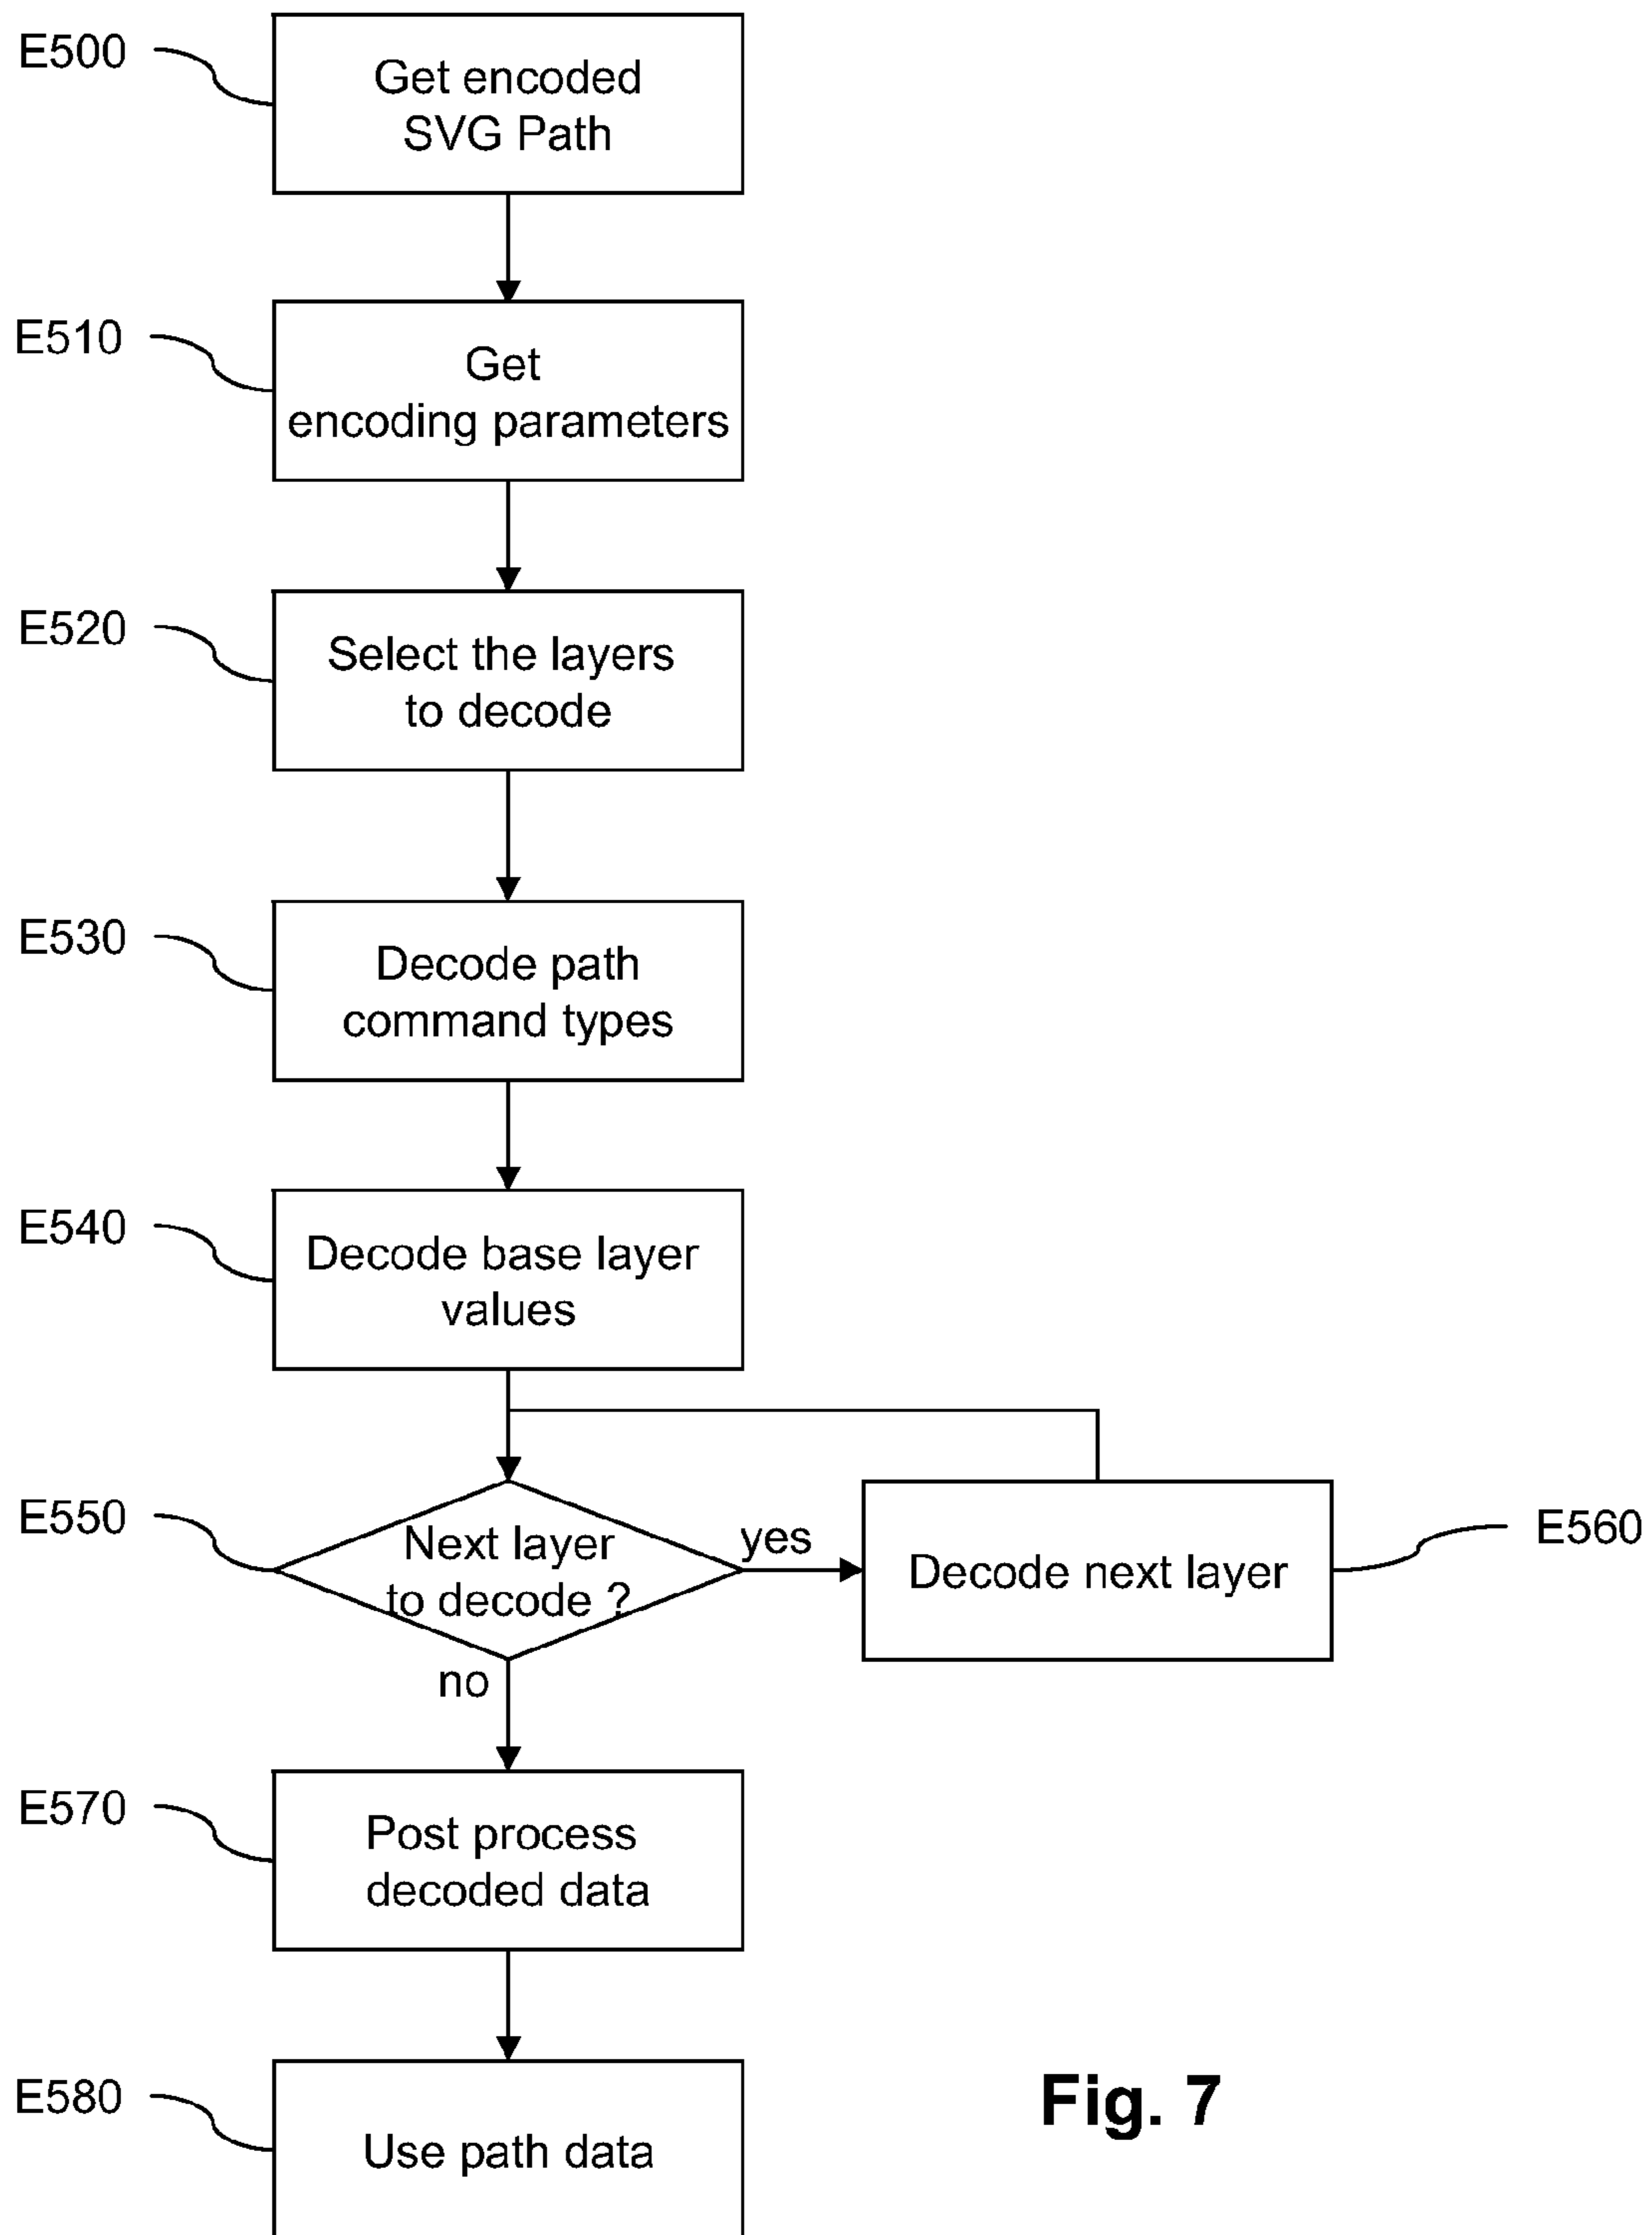 E500
Get encoded
SVG Path
E510
Get
encoding parameters
E520
Select the layers
to decode
E530
Decode path
command types
E540
Decode base layer
values
E550
Next layer
to decode ?
yes
Decode next layer
E560
no
E570
Post process
decoded data
E580
Use path data
Fig. 7